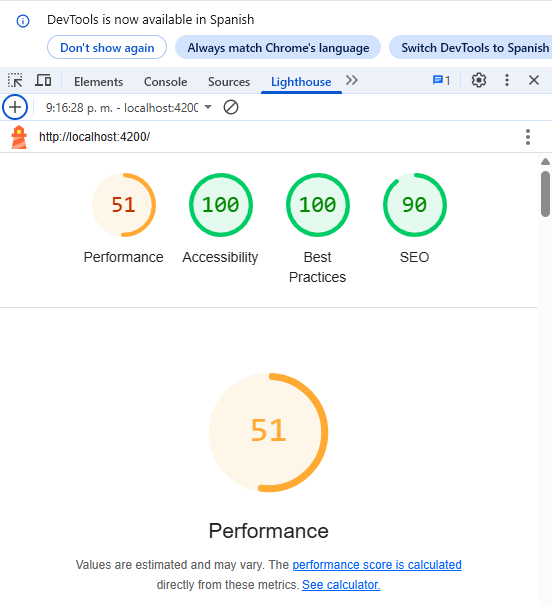 DevTools is now available in Spanish
Don't show again Always match Chrome's language Switch DevTools to Spanish
Elements Console Sources Lighthouse 1
9:16:28 p. m. - localhost:4200
http://localhost:4200/
51 100 100 90
Performance Accessibility Best Practices SEO
51
Performance
Values are estimated and may vary. The performance score is calculated
directly from these metrics. See calculator.